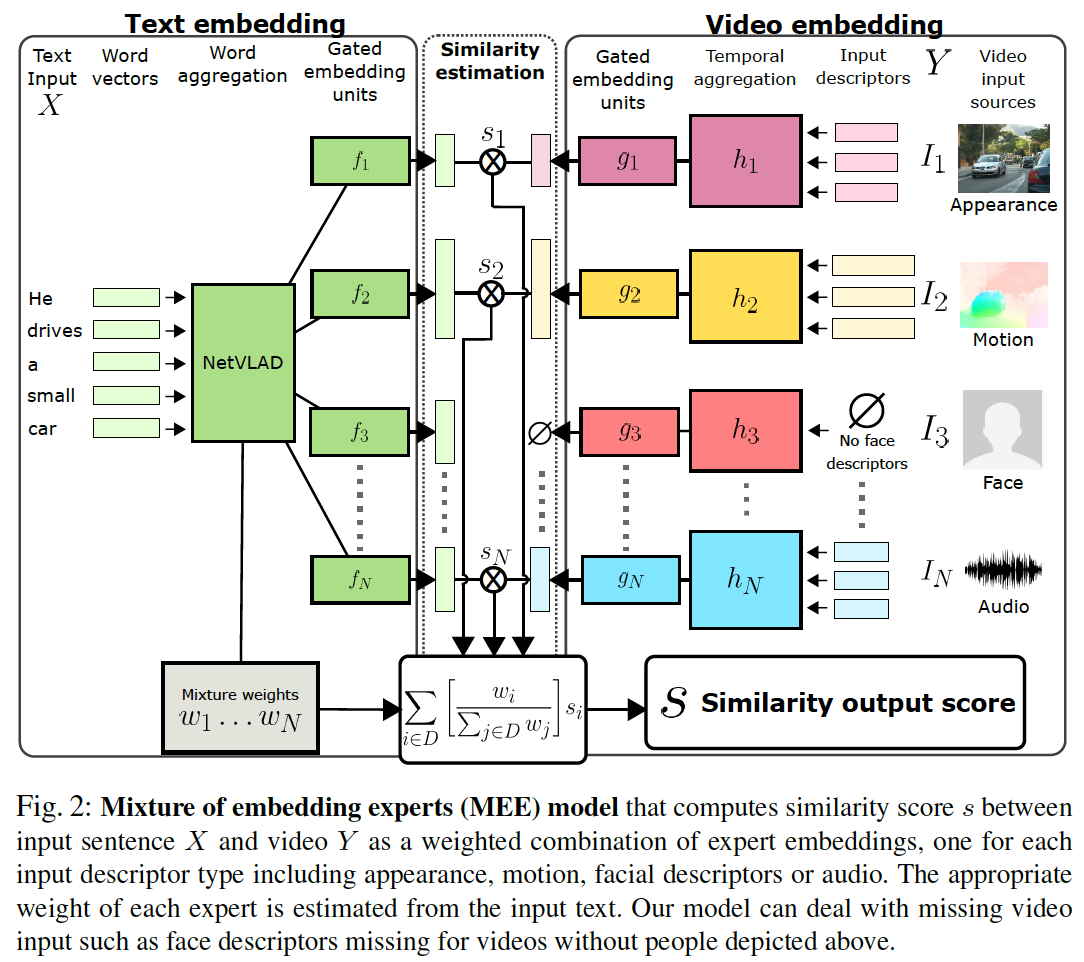 Text embedding
Video embedding
Text
Input
X
Word
vectors
Word
aggregation
Gated
embedding
units
Similarity
estimation
Gated
embedding
units
Temporal
aggregation
Input
descriptors
Y
Video
input
sources
f_1
s_1
g_1
h_1
I_1
Appearance
f_2
s_2
g_2
h_2
I_2
Motion
He
drives
a
small
car
NetVLAD
f_3
∅
g_3
h_3
∅
No face
descriptors
I_3
Face
f_N
s_N
g_N
h_N
I_N
Audio
Mixture weights
w_1 ... w_N
\sum_{i∈D} [ \frac{w_i}{\sum_{j∈D} w_j} ] s_i
s Similarity output score
Fig. 2: Mixture of embedding experts (MEE) model that computes similarity score s between
input sentence X and video Y as a weighted combination of expert embeddings, one for each
input descriptor type including appearance, motion, facial descriptors or audio. The appropriate
weight of each expert is estimated from the input text. Our model can deal with missing video
input such as face descriptors missing for videos without people depicted above.